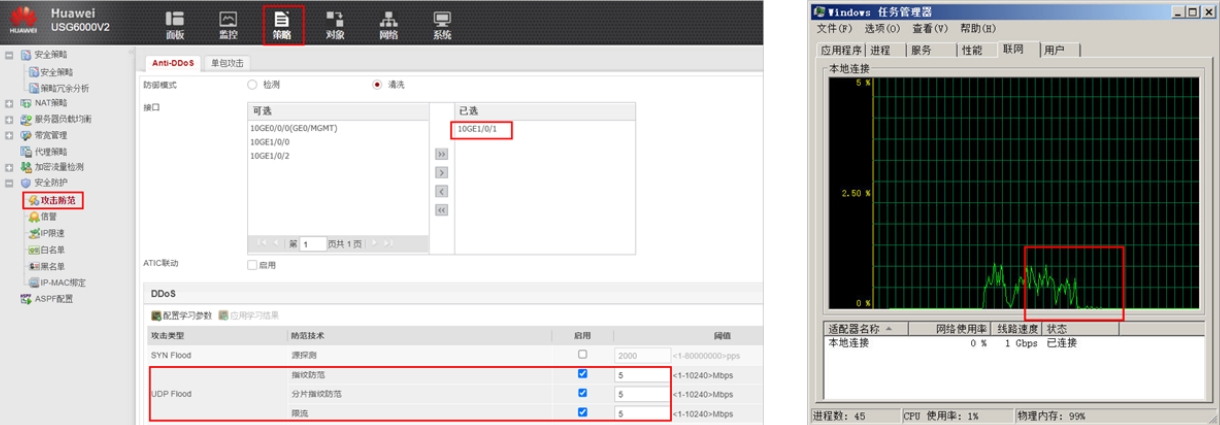 Huawei
USG6000V2
HUAWEI
面板
监控
策略
对象
网络
系统
安全策略
安全策略
策略冗余分析
NAT策略
服务器负载均衡
带宽管理
代理策略
加密流量检测
安全防护
攻击防范
信誉
IP限速
白名单
黑名单
IP-MAC绑定
ASPF配置
Anti-DDoS
单包攻击
防御模式
检测
清洗
接口
可选
已选
10GE0/0/0(GE0/MGMT)
10GE1/0/0
10GE1/0/2
10GE1/0/1
第 1 页共 1 页
ATIC联动
启用
DDoS
配置学习参数 应用学习结果
攻击类型 防范技术 启用 阈值
SYN Flood 源探测 2000 <1-80000000>pps
UDP Flood
指纹防范 5 <1-10240>Mbps
分片指纹防范 5 <1-10240>Mbps
限流 5 <1-10240>Mbps
Windows 任务管理器
文件(F) 选项(O) 查看(V) 帮助(H)
应用程序 进程 服务 性能 联网 用户
本地连接
5 %
2.50 %
0 %
适配器名称 网络使用率 线路速度 状态
本地连接 0 % 1 Gbps 已连接
进程数: 45 CPU 使用率: 1% 物理内存: 99%